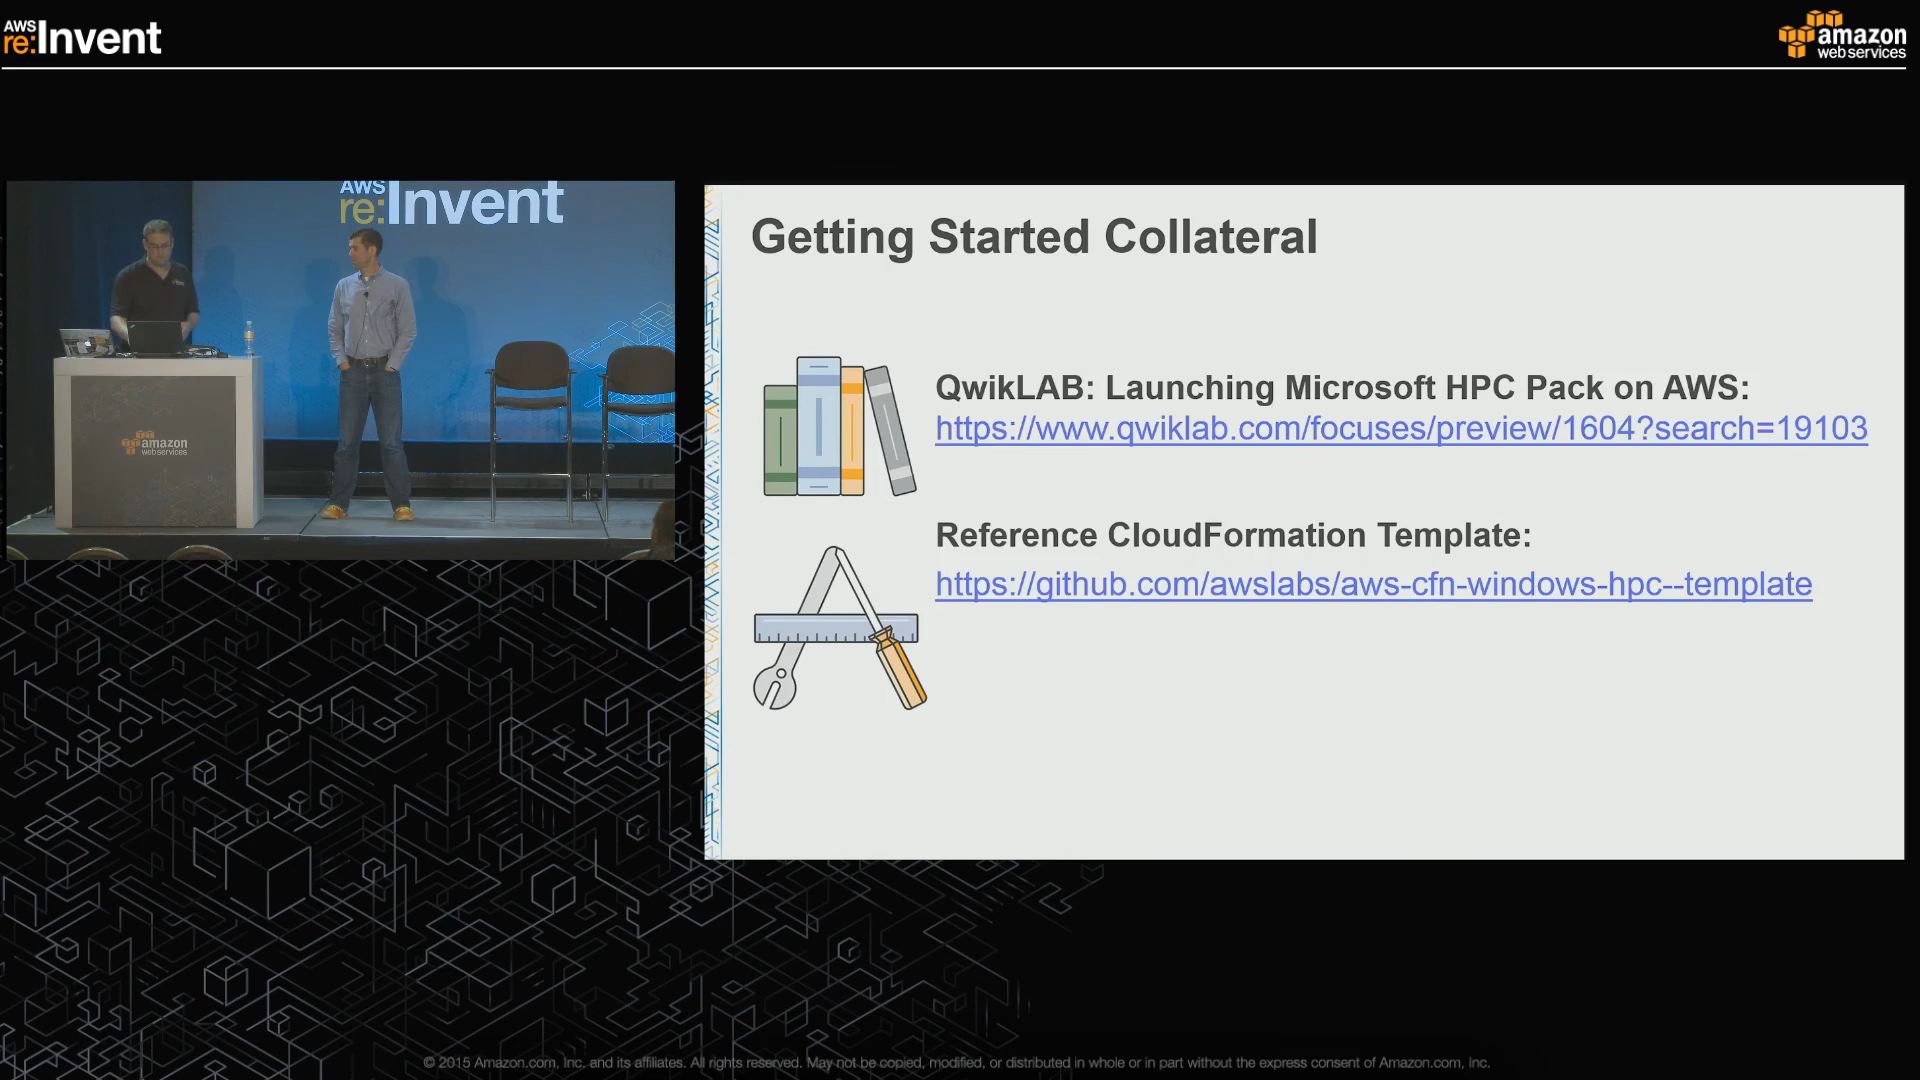 AWS
re:Invent
amazon
web services
AWS
re:Invent
amazon
web services
Getting Started Collateral
QwikLAB: Launching Microsoft HPC Pack on AWS:
https://www.qwiklab.com/focuses/preview/1604?search=19103
Reference CloudFormation Template:
https://github.com/awslabs/aws-cfn-windows-hpc--template
© 2015 Amazon.com, Inc. and its affiliates. All rights reserved. May not be copied, modified, or distributed in whole or in part without the express consent of Amazon.com, Inc.